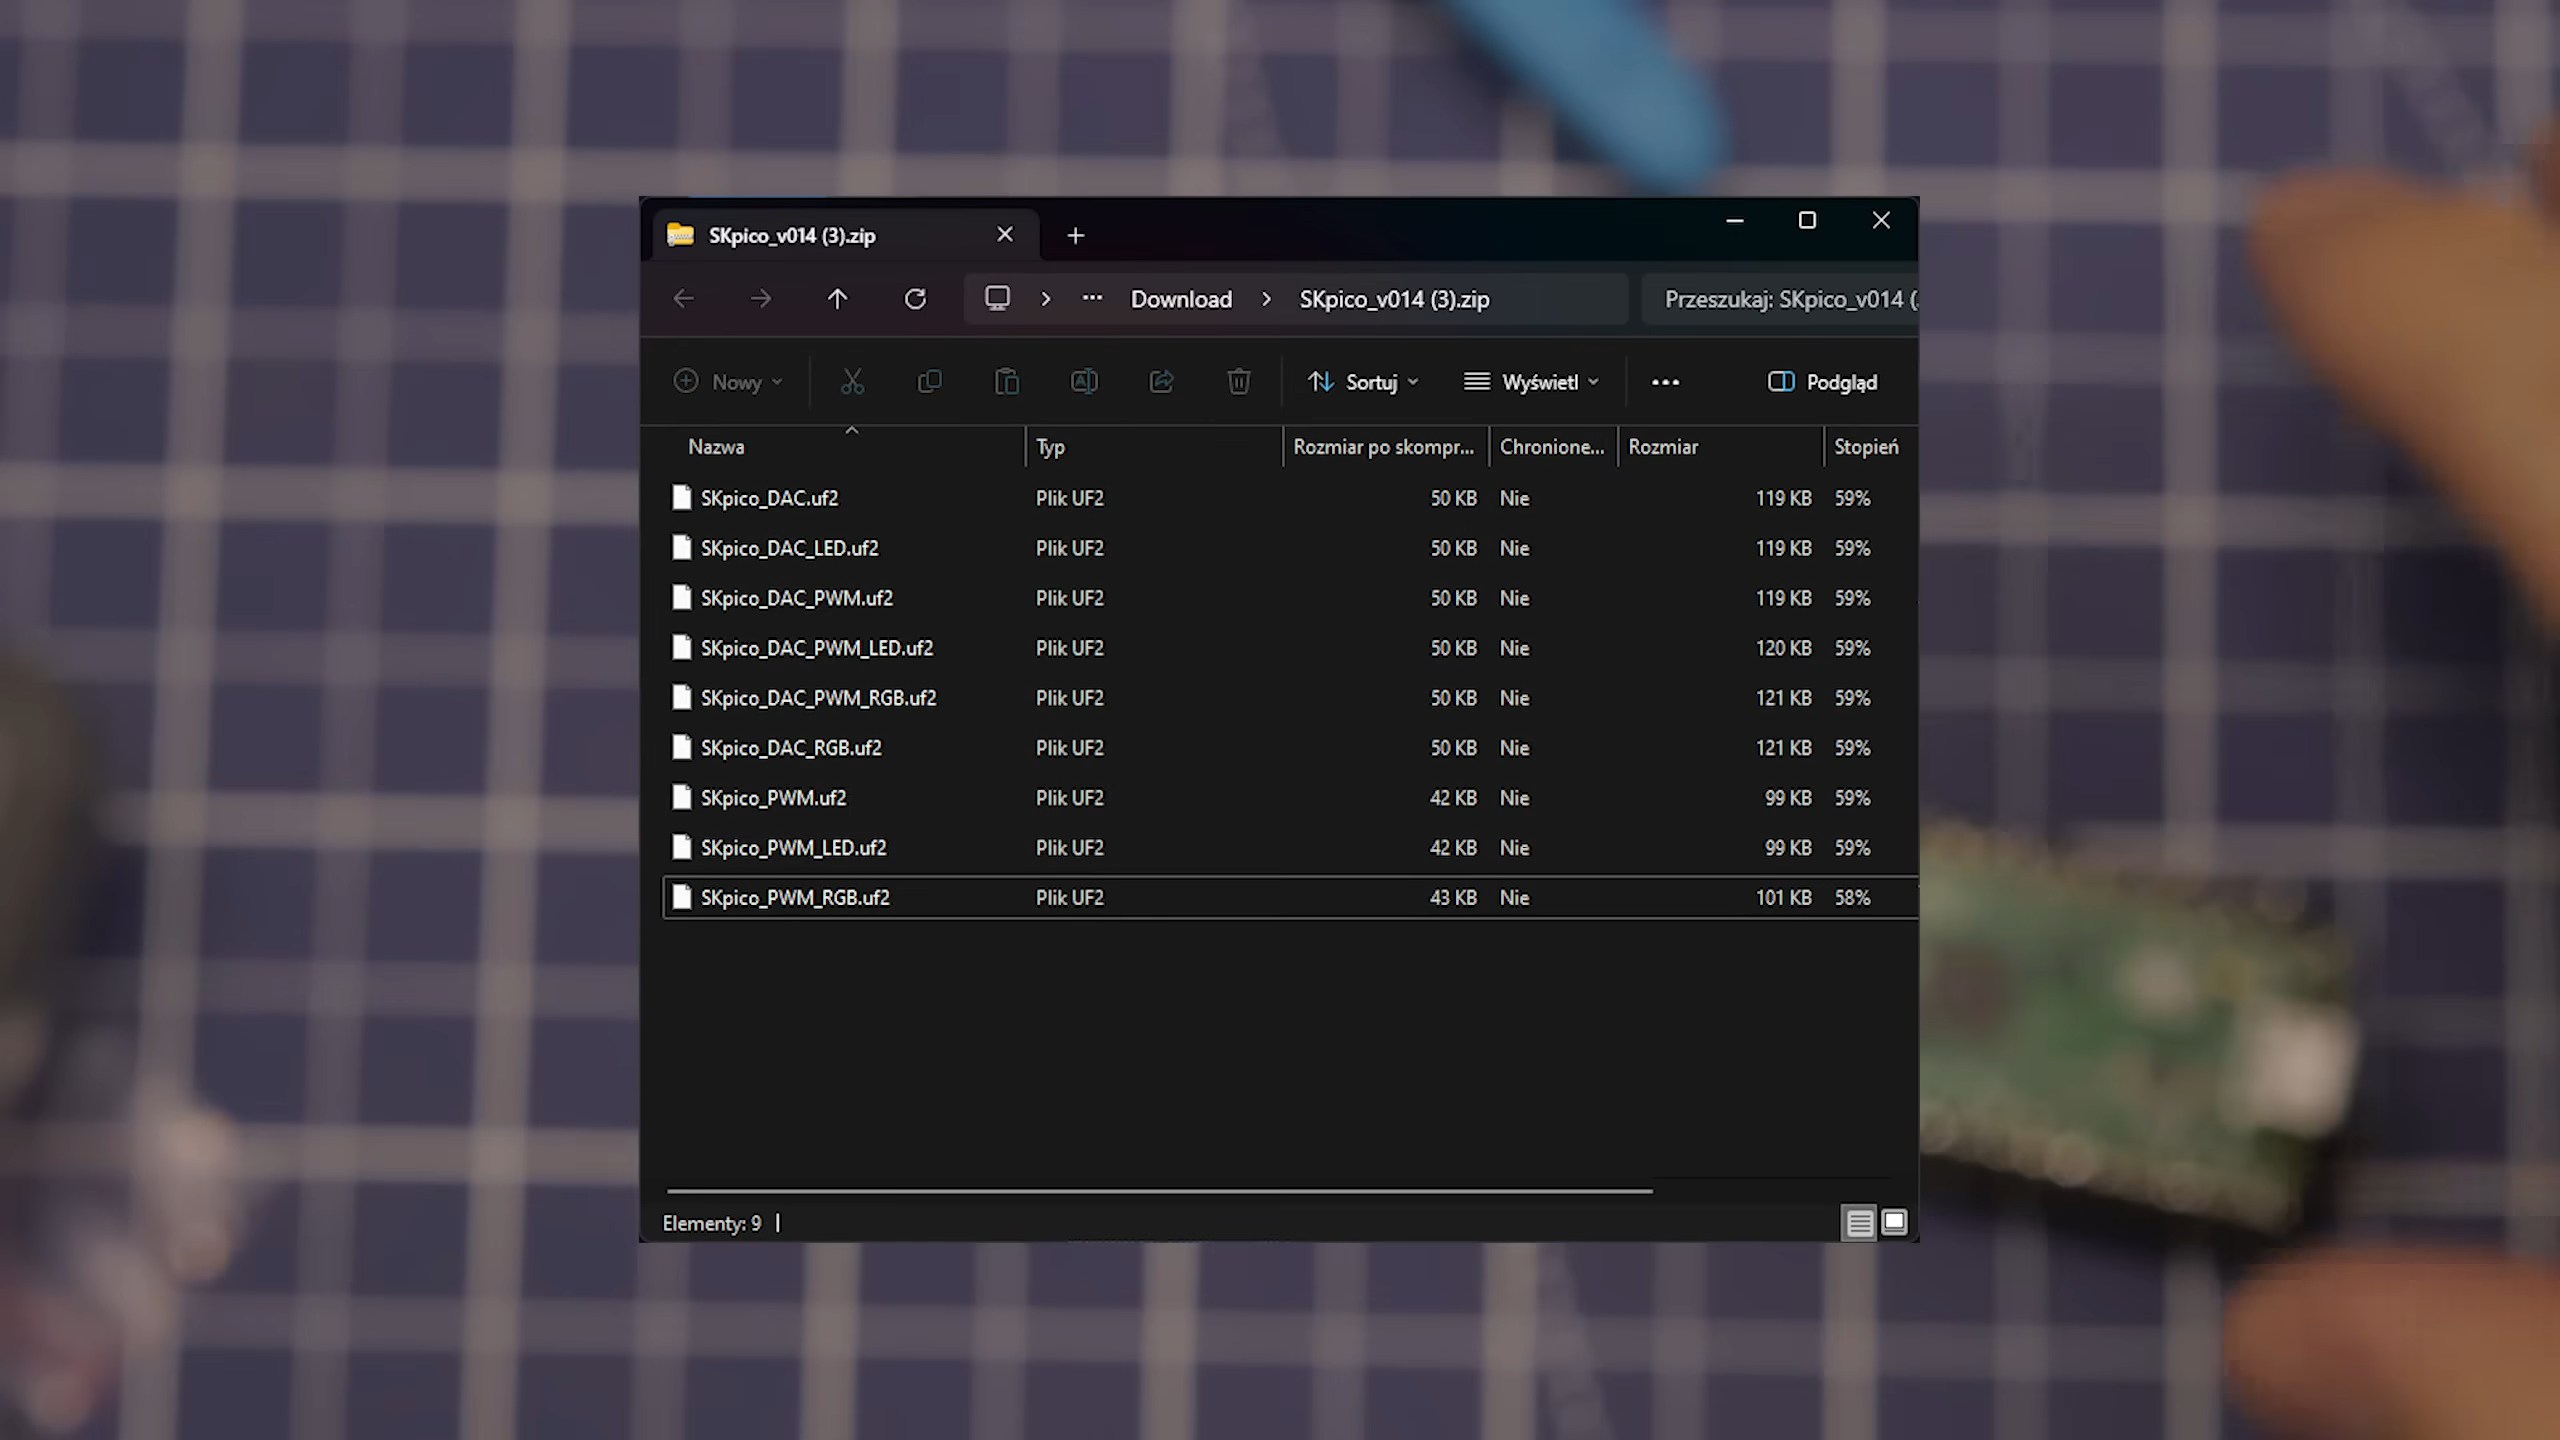 SKpico_v014 (3).zip
Download > SKpico_v014 (3).zip Przeszukaj: SKpico_v014 (.
Nowy Sortuj Wyświetl Podgląd
Nazwa Typ Rozmiar po skompr... Chronione... Rozmiar Stopień
SKpico_DAC.uf2 Plik UF2 50 KB Nie 119 KB 59%
SKpico_DAC_LED.uf2 Plik UF2 50 KB Nie 119 KB 59%
SKpico_DAC_PWM.uf2 Plik UF2 50 KB Nie 119 KB 59%
SKpico_DAC_PWM_LED.uf2 Plik UF2 50 KB Nie 120 KB 59%
SKpico_DAC_PWM_RGB.uf2 Plik UF2 50 KB Nie 121 KB 59%
SKpico_DAC_RGB.uf2 Plik UF2 50 KB Nie 121 KB 59%
SKpico_PWM.uf2 Plik UF2 42 KB Nie 99 KB 59%
SKpico_PWM_LED.uf2 Plik UF2 42 KB Nie 99 KB 59%
SKpico_PWM_RGB.uf2 Plik UF2 43 KB Nie 101 KB 58%
Elementy: 9